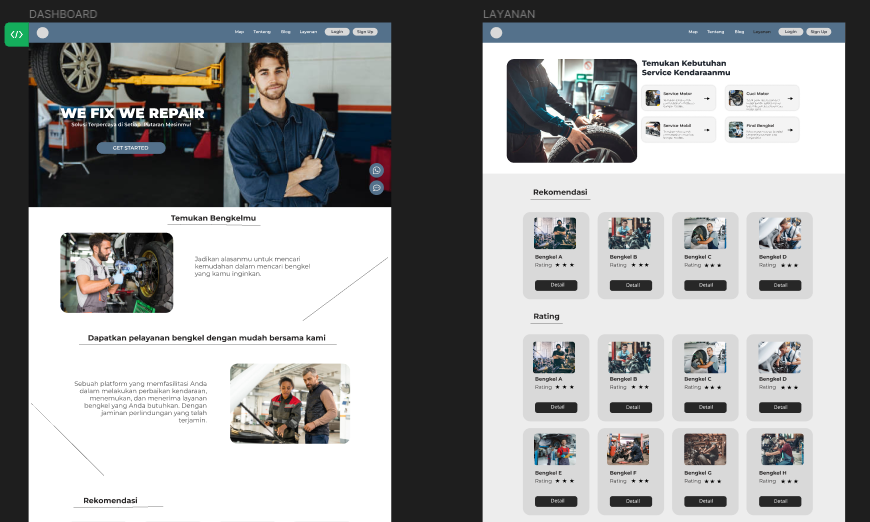 DASHBOARD
Map Tentang Blog Layanan Login Sign Up
WE FIX WE REPAIR
Solusi Terpercaya di Setiap Putaran Mesinmu!
GET STARTED
Temukan Bengkelmu
Jadikan alasanmu untuk mencari
kemudahan dalam mencari bengkel
yang kamu inginkan.
Dapatkan pelayanan bengkel dengan mudah bersama kami
Sebuah platform yang memfasilitasi Anda
dalam melakukan perbaikan kendaraan,
menemukan, dan menerima layanan
bengkel yang Anda butuhkan. Dengan
jaminan perlindungan yang telah
terjamin.
Rekomendasi
LAYANAN
Map Tentang Blog Layanan Login Sign Up
Temukan Kebutuhan
Service Kendaraanmu
Service Motor
Cuci Motor
Service Mobil
Find Bengkel
Rekomendasi
Bengkel A Bengkel B Bengkel C Bengkel D
Rating ★ ★ ★ Rating ★ ★ ★ Rating ★ ★ ★ Rating ★ ★ ★
Detail Detail Detail Detail
Rating
Bengkel A Bengkel B Bengkel C Bengkel D
Rating ★ ★ ★ Rating ★ ★ ★ Rating ★ ★ ★ Rating ★ ★ ★
Detail Detail Detail Detail
Bengkel E Bengkel F Bengkel G Bengkel H
Rating ★ ★ ★ Rating ★ ★ ★ Rating ★ ★ ★ Rating ★ ★ ★
Detail Detail Detail Detail